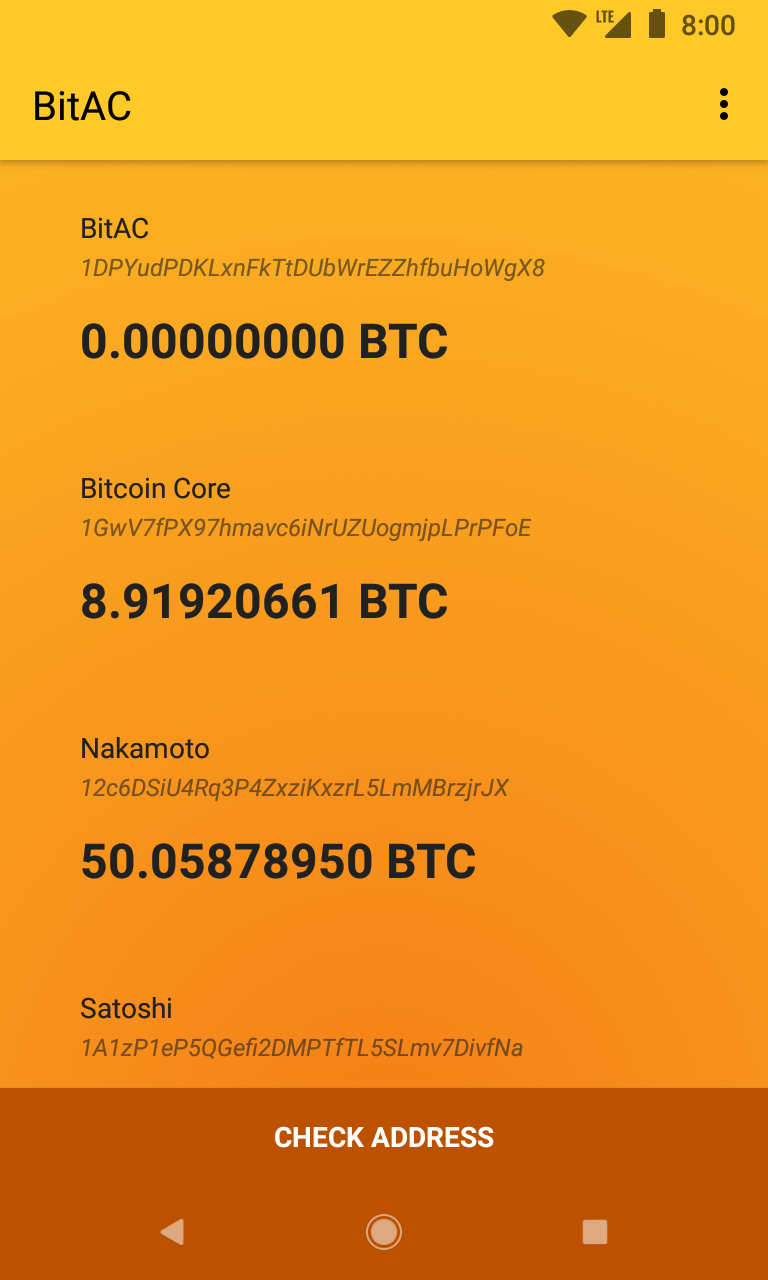 LTE 8:00
BitAC
BitAC
1DPYudPDKLxnFkTtDUbWrEZZhfbuHoWgX8
0.00000000 BTC
Bitcoin Core
1GwV7fPX97hmavc6iNrUZUogmjpLPrPFoE
8.91920661 BTC
Nakamoto
12c6DSiU4Rq3P4ZxziKxzrL5LmMBrzjrJX
50.05878950 BTC
Satoshi
1A1zP1eP5QGefi2DMPTfTL5SLmv7DivfNa
CHECK ADDRESS